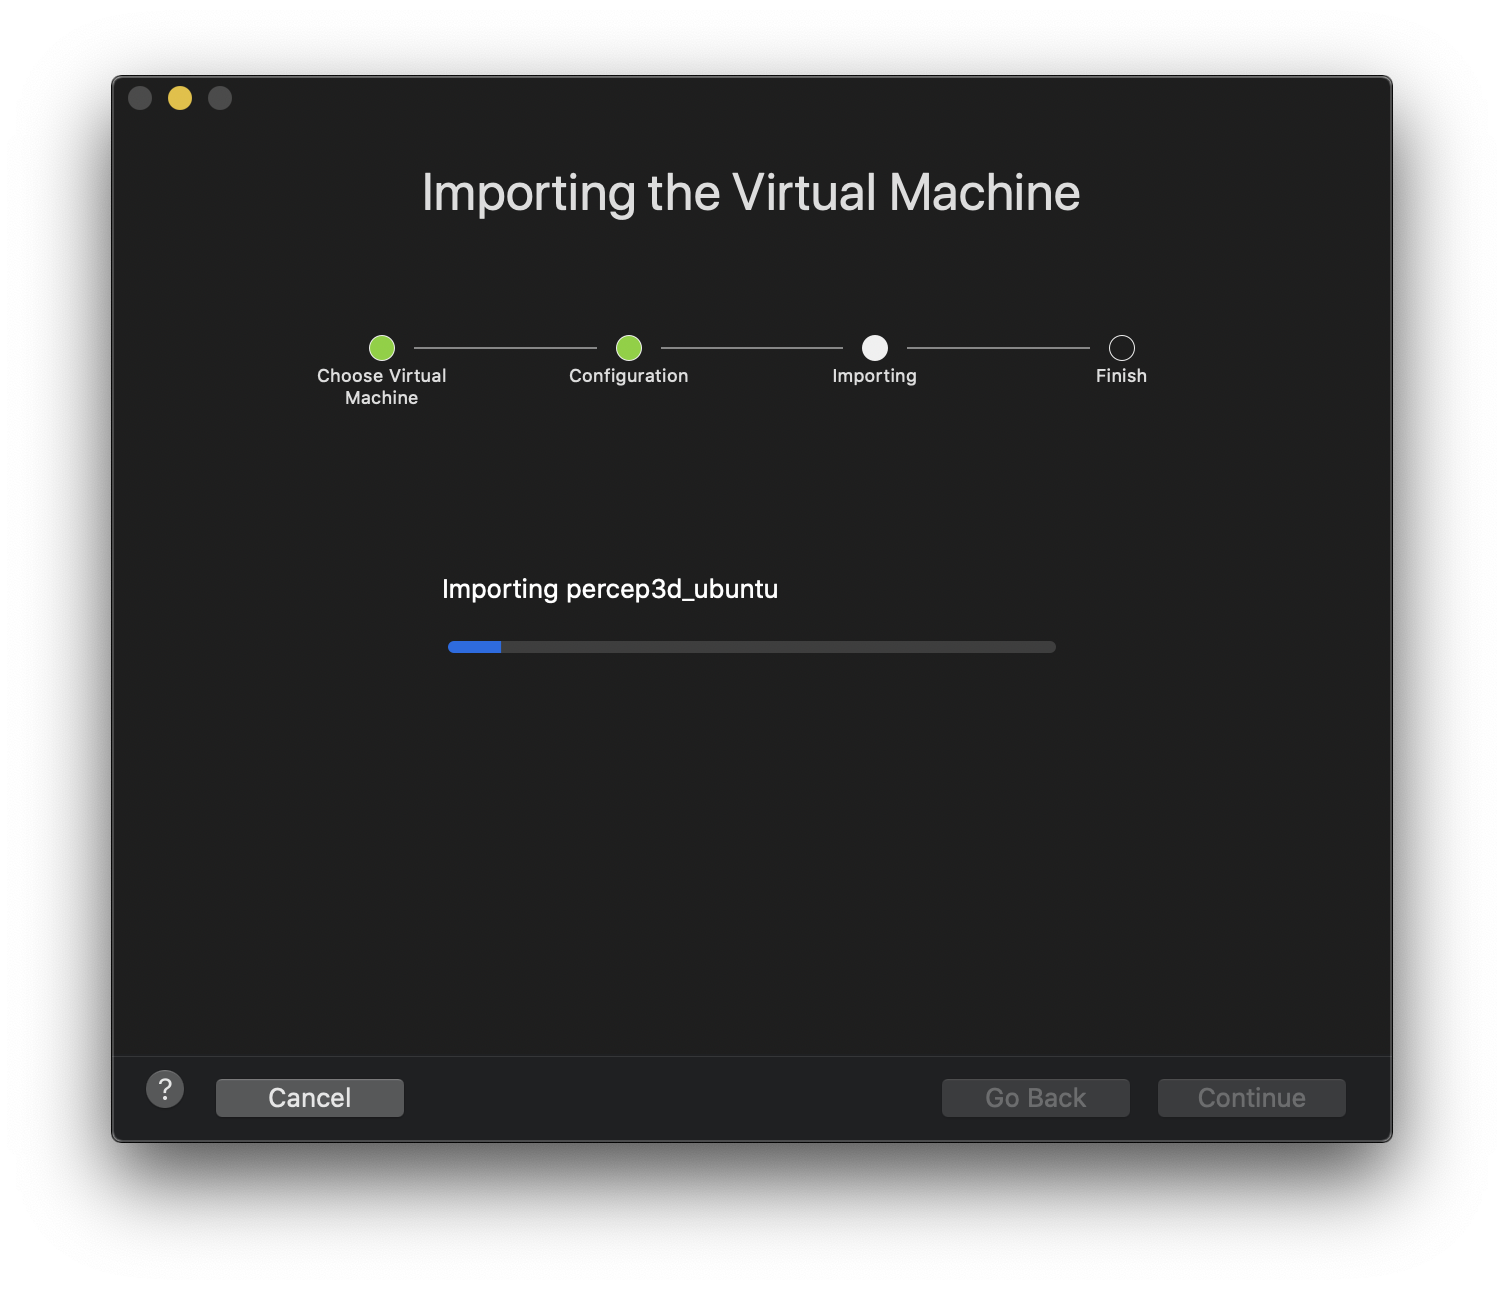 Importing the Virtual Machine
Choose Virtual
Machine
Configuration
Importing
Finish
Importing percep3d_ubuntu
?
Cancel
Go Back
Continue